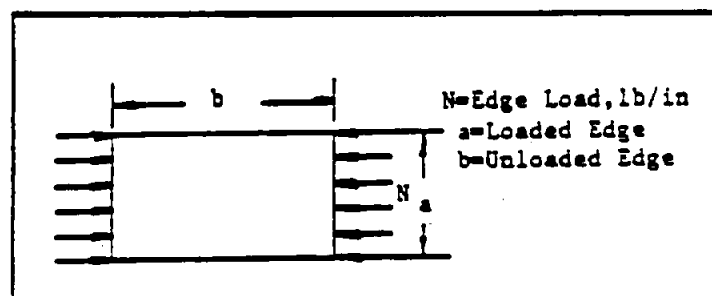 b
N=Edge Load,lb/in
a=Loaded Edge
b=Unloaded Edge
N
a